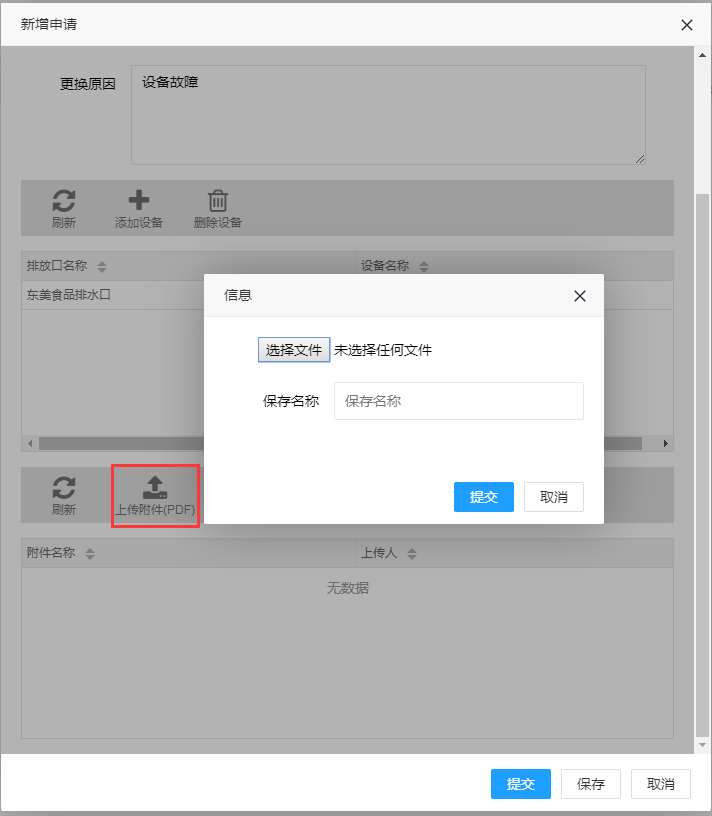 新增申请
更换原因
设备故障
刷新
添加设备
删除设备
排放口名称
设备名称
东美食品排水口
信息
选择文件 未选择任何文件
保存名称
保存名称
提交
取消
刷新
上传附件(PDF)
附件名称
上传人
无数据
提交
保存
取消